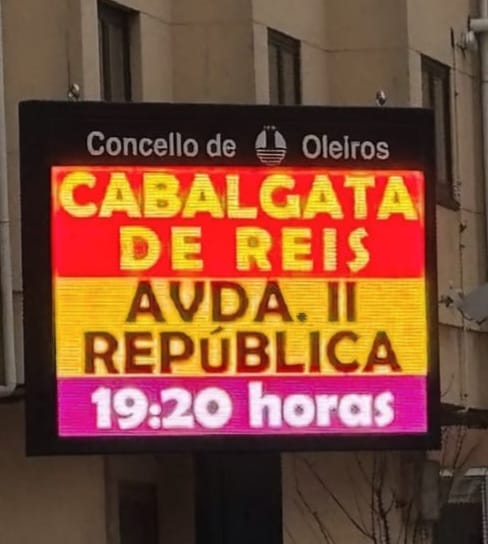 Concello de Oleiros
CABALGATA
DE REIS
AVDA. II
REPÚBLICA
19:20 horas